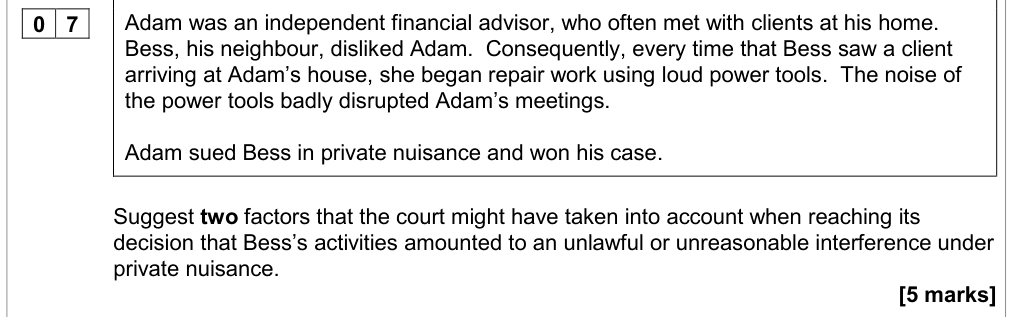 0 7
Adam was an independent financial advisor, who often met with clients at his home.
Bess, his neighbour, disliked Adam.  Consequently, every time that Bess saw a client
arriving at Adam's house, she began repair work using loud power tools.  The noise of
the power tools badly disrupted Adam's meetings.
Adam sued Bess in private nuisance and won his case.
Suggest two factors that the court might have taken into account when reaching its
decision that Bess's activities amounted to an unlawful or unreasonable interference under
private nuisance.
[5 marks]